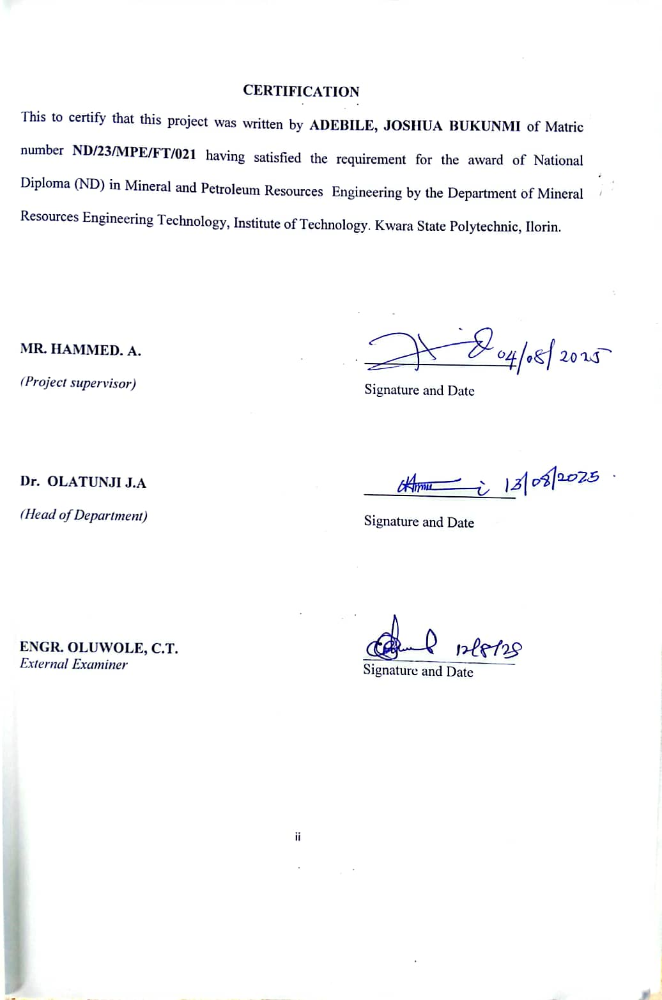 CERTIFICATION
This to certify that this project was written by ADEBILE, JOSHUA BUKUNMI of Matric
number ND/23/MPE/FT/021 having satisfied the requirement for the award of National
Diploma (ND) in Mineral and Petroleum Resources Engineering by the Department of Mineral
Resources Engineering Technology, Institute of Technology. Kwara State Polytechnic, Ilorin.
MR. HAMMED. A.
04/08/2025
(Project supervisor)
Signature and Date
Dr. OLATUNJI J.A
13/08/2025
(Head of Department)
Signature and Date
ENGR. OLUWOLE, C.T.
External Examiner
Signature and Date
ii